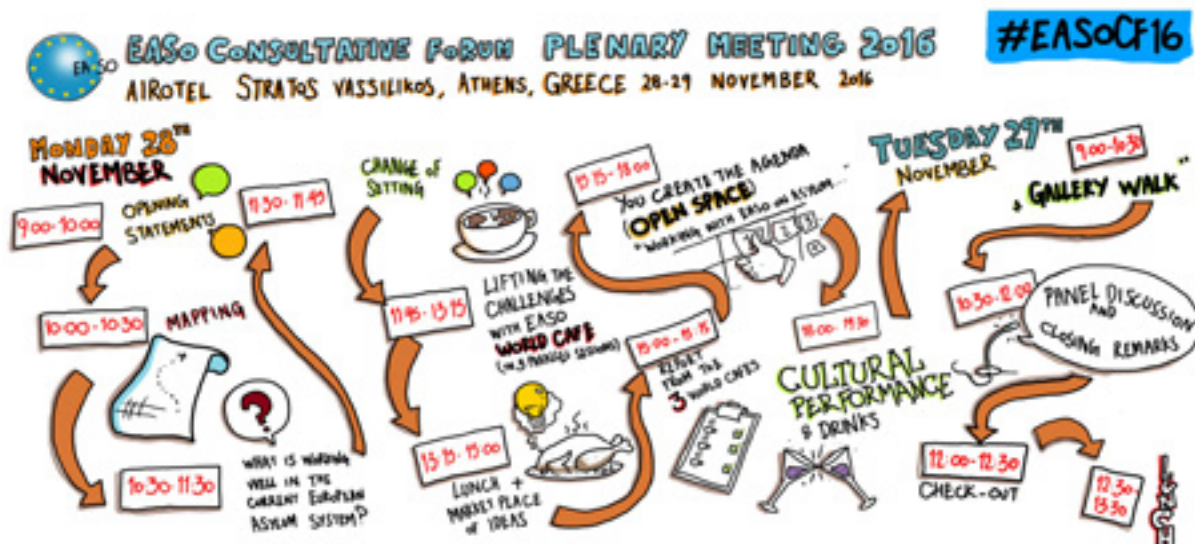 EASO
EASO CONSULTATIVE FORUM PLENARY MEETING 2016
#EASOCF16
AIROTEL STRATOS VASSILIKOS, ATHENS, GREECE 28-29 NOVEMBER 2016
MONDAY 28TH
NOVEMBER
9:00-10:00
OPENING
STATEMENTS
10:00-10:30
MAPPING
10:30-11:30
?
WHAT IS WORKING
WELL IN THE
CURRENT EUROPEAN
ASYLUM SYSTEM?
11:30-11:45
CHANGE OF
SETTING
11:45-13:15
LIFTING THE
CHALLENGES
WITH EASO
WORLD CAFE
13:15-15:00
LUNCH +
MARKET PLACE
OF IDEAS
15:00-15:15
REPORT
FROM THE
3 WORLD CAFES
15:15-18:00
YOU CREATE THE AGENDA
(OPEN SPACE)
"WORKING WITH EASO ON ASYLUM..."
1 2 3
CULTURAL
PERFORMANCE
& DRINKS
TUESDAY 29TH
NOVEMBER
9:00-10:30
"GALLERY WALK"
10:30-12:00
PANEL DISCUSSION
AND
CLOSING REMARKS
12:00-12:30
CHECK-OUT
12:30
13:30
LUNCH